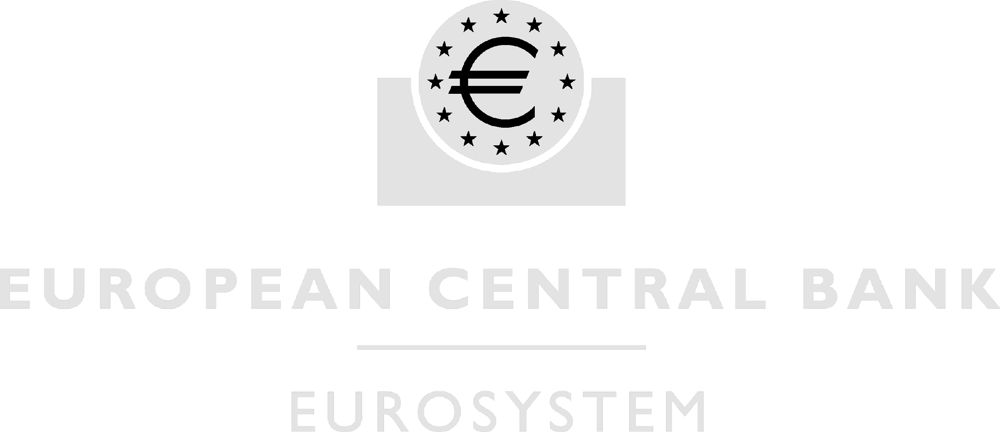 €
EUROPEAN CENTRAL BANK
EUROSYSTEM